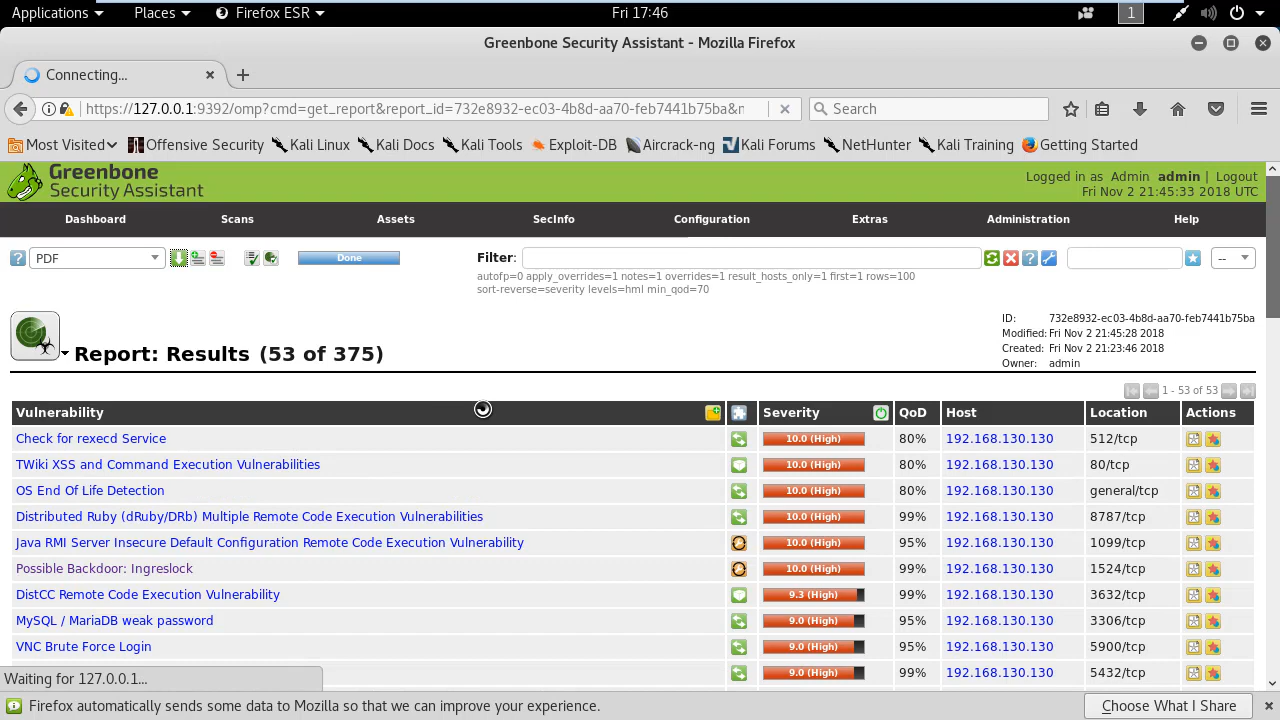 Applications Places Firefox ESR Fri 17:46 1
Greenbone Security Assistant - Mozilla Firefox
Connecting...
https://127.0.0.1:9392/omp?cmd=get_report&report_id=732e8932-ec03-4b8d-aa70-feb7441b75ba&n Search
Most Visited Offensive Security Kali Linux Kali Docs Kali Tools Exploit-DB Aircrack-ng Kali Forums NetHunter Kali Training Getting Started
Greenbone
Security Assistant
Logged in as Admin admin | Logout
Fri Nov 2 21:45:33 2018 UTC
Dashboard Scans Assets SecInfo Configuration Extras Administration Help
PDF Done Filter: --
autofp=0 apply_overrides=1 notes=1 overrides=1 result_hosts_only=1 first=1 rows=100
sort-reverse=severity levels=hml min_qod=70
Report: Results (53 of 375)
ID: 732e8932-ec03-4b8d-aa70-feb7441b75ba
Modified: Fri Nov 2 21:45:28 2018
Created: Fri Nov 2 21:23:46 2018
Owner: admin
1 - 53 of 53
Vulnerability Severity QoD Host Location Actions
Check for rexecd Service 10.0 (High) 80% 192.168.130.130 512/tcp
TWiki XSS and Command Execution Vulnerabilities 10.0 (High) 80% 192.168.130.130 80/tcp
OS End Of Life Detection 10.0 (High) 80% 192.168.130.130 general/tcp
Distributed Ruby (dRuby/DRb) Multiple Remote Code Execution Vulnerabilities 10.0 (High) 99% 192.168.130.130 8787/tcp
Java RMI Server Insecure Default Configuration Remote Code Execution Vulnerability 10.0 (High) 95% 192.168.130.130 1099/tcp
Possible Backdoor: Ingreslock 10.0 (High) 99% 192.168.130.130 1524/tcp
DistCC Remote Code Execution Vulnerability 9.3 (High) 99% 192.168.130.130 3632/tcp
MySQL / MariaDB weak password 9.0 (High) 95% 192.168.130.130 3306/tcp
VNC Brute Force Login 9.0 (High) 95% 192.168.130.130 5900/tcp
9.0 (High) 99% 192.168.130.130 5432/tcp
Waiting for 127.0.0.1...
Firefox automatically sends some data to Mozilla so that we can improve your experience. Choose What I Share